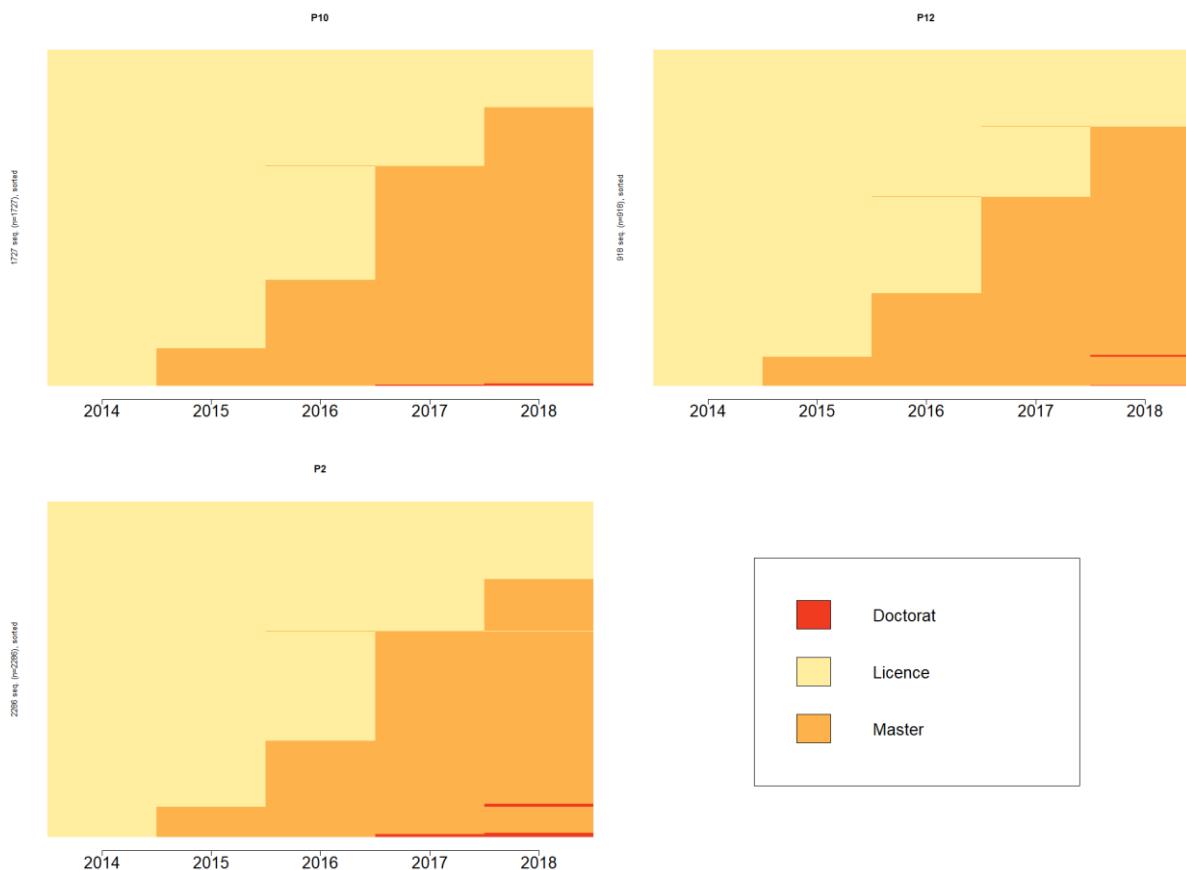 P10
1727 seq. (n=1727), sorted
2014 2015 2016 2017 2018
P12
918 seq. (n=918), sorted
2014 2015 2016 2017 2018
P2
2286 seq. (n=2286), sorted
2014 2015 2016 2017 2018
Doctorat
Licence
Master